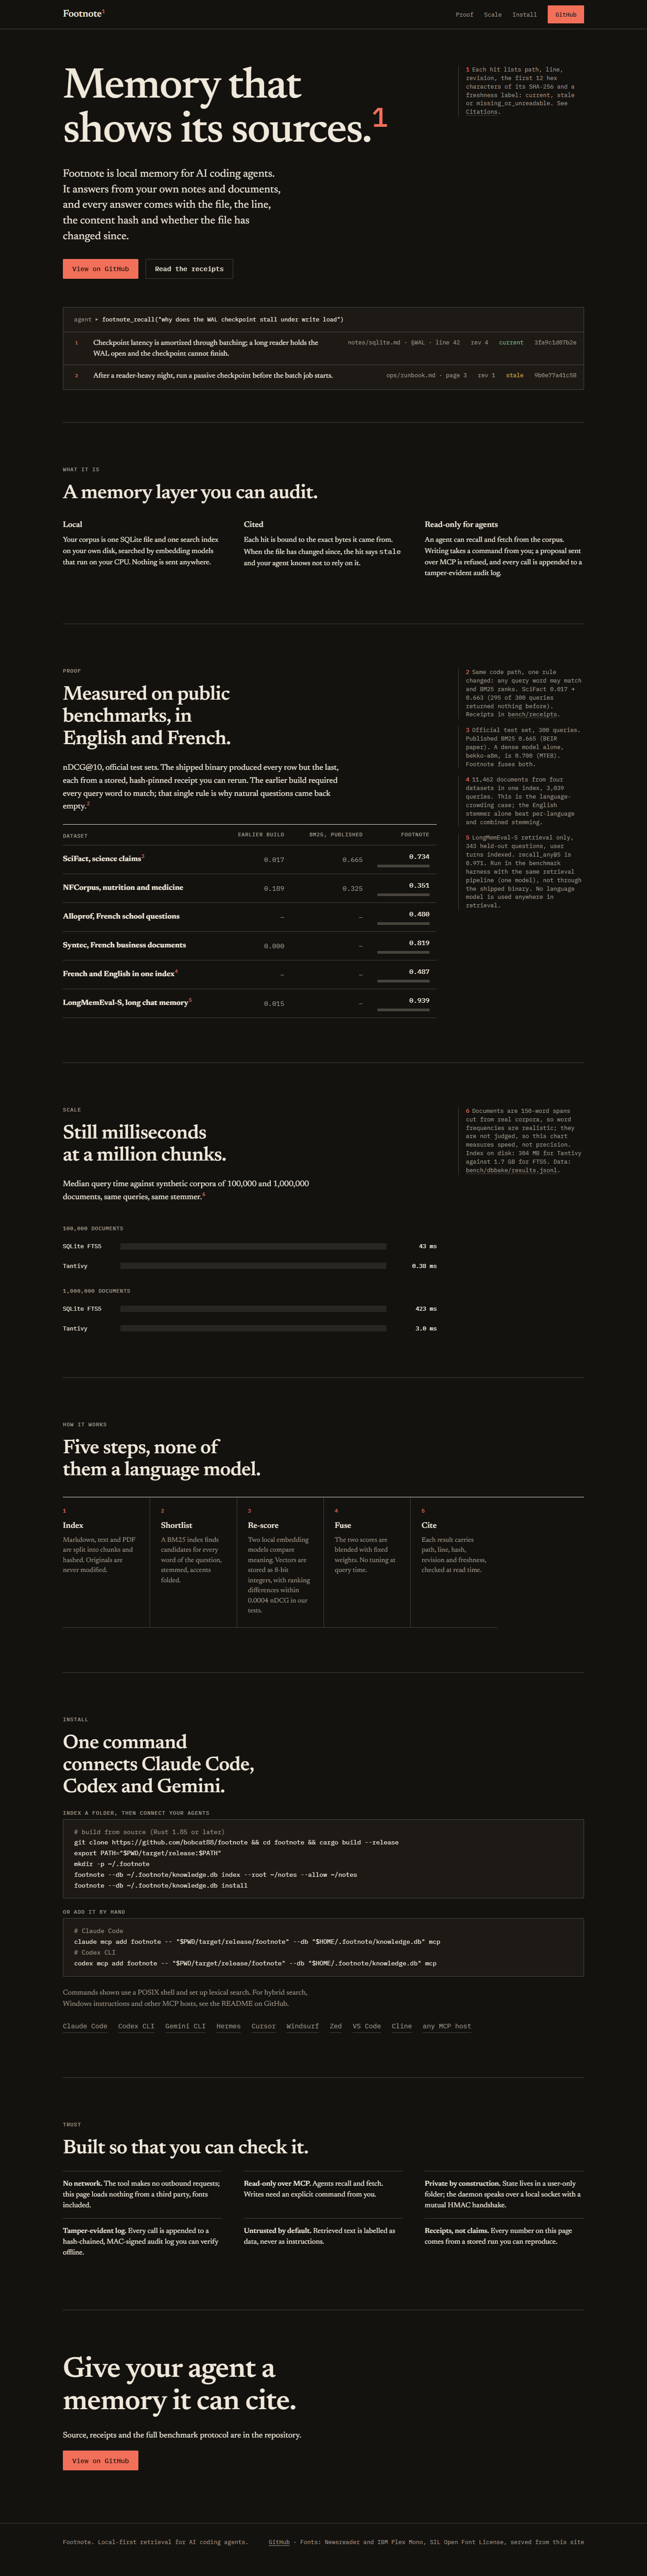 Footnote1
Proof Scale Install GitHub
Memory that
shows its sources.1
1 Each hit lists path, line,
revision, the first 12 hex
characters of its SHA-256 and a
freshness label: current, stale
or missing_or_unreadable. See
Citations.
Footnote is local memory for AI coding agents.
It answers from your own notes and documents,
and every answer comes with the file, the line,
the content hash and whether the file has
changed since.
View on GitHub Read the receipts
agent ▸ footnote_recall("why does the WAL checkpoint stall under write load")
1 Checkpoint latency is amortized through batching; a long reader holds the notes/sqlite.md · §WAL · line 42 rev 4 current 3fa9c1d87b2e
WAL open and the checkpoint cannot finish.
2 After a reader-heavy night, run a passive checkpoint before the batch job starts. ops/runbook.md · page 3 rev 1 stale 9b0e77a41c58
WHAT IT IS
A memory layer you can audit.
Local
Your corpus is one SQLite file and one search index
on your own disk, searched by embedding models
that run on your CPU. Nothing is sent anywhere.
Cited
Each hit is bound to the exact bytes it came from.
When the file has changed since, the hit says stale
and your agent knows not to rely on it.
Read-only for agents
An agent can recall and fetch from the corpus.
Writing takes a command from you; a proposal sent
over MCP is refused, and every call is appended to a
tamper-evident audit log.
PROOF
Measured on public
benchmarks, in
English and French.
nDCG@10, official test sets. The shipped binary produced every row but the last,
each from a stored, hash-pinned receipt you can rerun. The earlier build required
every query word to match; that single rule is why natural questions came back
empty.2
2 Same code path, one rule
changed: any query word may match
and BM25 ranks. SciFact 0.017 →
0.663 (295 of 300 queries
returned nothing before).
Receipts in bench/receipts.
3 Official test set, 300 queries.
Published BM25 0.665 (BEIR
paper). A dense model alone,
bekko-a8m, is 0.708 (MTEB).
Footnote fuses both.
4 11,462 documents from four
datasets in one index, 3,039
queries. This is the language-
crowding case; the English
stemmer alone beat per-language
and combined stemming.
5 LongMemEval-S retrieval only,
343 held-out questions, user
turns indexed. recall_any@5 is
0.971. Run in the benchmark
harness with the same retrieval
pipeline (one model), not through
the shipped binary. No language
model is used anywhere in
retrieval.
DATASET EARLIER BUILD BM25, PUBLISHED FOOTNOTE
SciFact, science claims3 0.017 0.665 0.734
NFCorpus, nutrition and medicine 0.189 0.325 0.351
Alloprof, French school questions – – 0.480
Syntec, French business documents 0.000 – 0.819
French and English in one index4 – – 0.487
LongMemEval-S, long chat memory5 0.015 – 0.939
SCALE
Still milliseconds
at a million chunks.
Median query time against synthetic corpora of 100,000 and 1,000,000
documents, same queries, same stemmer.6
6 Documents are 150-word spans
cut from real corpora, so word
frequencies are realistic; they
are not judged, so this chart
measures speed, not precision.
Index on disk: 304 MB for Tantivy
against 1.7 GB for FTS5. Data:
bench/dbbake/results.jsonl.
100,000 DOCUMENTS
SQLite FTS5 43 ms
Tantivy 0.38 ms
1,000,000 DOCUMENTS
SQLite FTS5 423 ms
Tantivy 3.0 ms
HOW IT WORKS
Five steps, none of
them a language model.
1
Index
Markdown, text and PDF
are split into chunks and
hashed. Originals are
never modified.
2
Shortlist
A BM25 index finds
candidates for every
word of the question,
stemmed, accents
folded.
3
Re-score
Two local embedding
models compare
meaning. Vectors are
stored as 8-bit
integers, with ranking
differences within
0.0004 nDCG in our
tests.
4
Fuse
The two scores are
blended with fixed
weights. No tuning at
query time.
5
Cite
Each result carries
path, line, hash,
revision and freshness,
checked at read time.
INSTALL
One command
connects Claude Code,
Codex and Gemini.
INDEX A FOLDER, THEN CONNECT YOUR AGENTS
# build from source (Rust 1.85 or later)
git clone https://github.com/bobcat88/footnote && cd footnote && cargo build --release
export PATH="$PWD/target/release:$PATH"
mkdir -p ~/.footnote
footnote --db ~/.footnote/knowledge.db index --root ~/notes --allow ~/notes
footnote --db ~/.footnote/knowledge.db install
OR ADD IT BY HAND
# Claude Code
claude mcp add footnote -- "$PWD/target/release/footnote" --db "$HOME/.footnote/knowledge.db" mcp
# Codex CLI
codex mcp add footnote -- "$PWD/target/release/footnote" --db "$HOME/.footnote/knowledge.db" mcp
Commands shown use a POSIX shell and set up lexical search. For hybrid search,
Windows instructions and other MCP hosts, see the README on GitHub.
Claude Code Codex CLI Gemini CLI Hermes Cursor Windsurf Zed VS Code Cline any MCP host
TRUST
Built so that you can check it.
No network. The tool makes no outbound requests;
this page loads nothing from a third party, fonts
included.
Read-only over MCP. Agents recall and fetch.
Writes need an explicit command from you.
Private by construction. State lives in a user-only
folder; the daemon speaks over a local socket with a
mutual HMAC handshake.
Tamper-evident log. Every call is appended to a
hash-chained, MAC-signed audit log you can verify
offline.
Untrusted by default. Retrieved text is labelled as
data, never as instructions.
Receipts, not claims. Every number on this page
comes from a stored run you can reproduce.
Give your agent a
memory it can cite.
Source, receipts and the full benchmark protocol are in the repository.
View on GitHub
Footnote. Local-first retrieval for AI coding agents. GitHub · Fonts: Newsreader and IBM Plex Mono, SIL Open Font License, served from this site